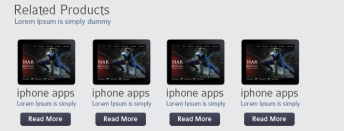 Related Products
Lorem Ipsum is simply dummy
iphone apps iphone apps iphone apps iphone apps
Lorem Ipsum is simply Lorem Ipsum is simply Lorem Ipsum is simply Lorem Ipsum is simply
Read More Read More Read More Read More